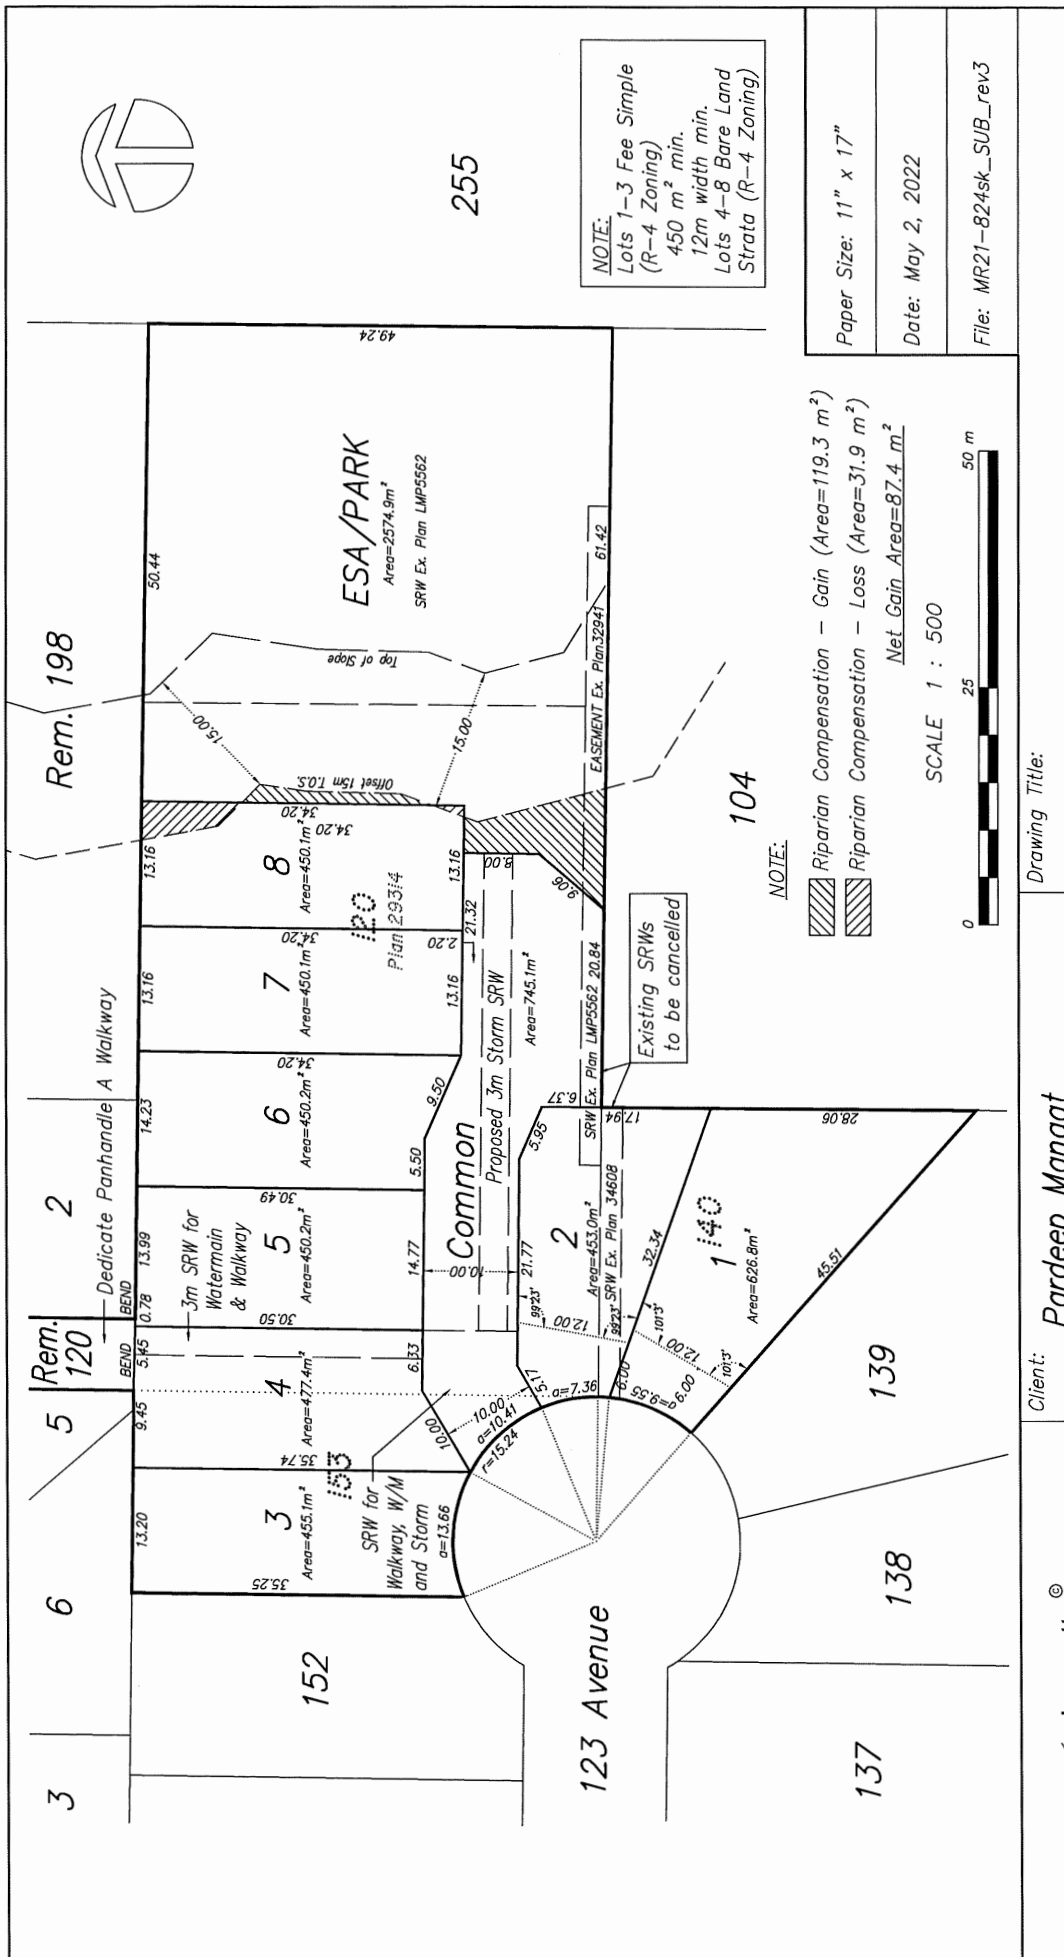 3
6
5
Rem.
120
2
Dedicate Panhandle A Walkway
Rem. 198
255
152
13.20
9.45
BEND
5.45
BEND
0.78
13.99
14.23
13.16
13.16
50.44
3m SRW for
Watermain
& Walkway
35.25
3
Area=455.1m²
153
35.74
4
Area=477.4m²
30.50
5
Area=450.2m²
30.49
6
Area=450.2m²
34.20
7
Area=450.1m²
34.20
8
Area=450.1m²
34.20
34.20
120
Plan 29314
ESA/PARK
Area=2574.9m²
SRW Ex. Plan LMP5562
49.24
Top of Slope
Offset 15m T.O.S.
15.00
15.00
SRW for
Walkway, W/M
and Storm
a=13.66
10.00
6.33
14.77
5.50
9.50
13.16
2.20
13.16
21.32
Common
Proposed 3m Storm SRW
Area=745.1m²
8.00
9.06
10.00
10.00
a=10.41
r=15.24
5.17
a=7.36
21.77
5.95
6.37
SRW Ex. Plan LMP5562 20.84
EASEMENT Ex. Plan32941
61.42
2
Area=453.0m²
SRW Ex. Plan 34608
99°23'
12.00
99°23'
17.94
6.00
32.34
1
140
Area=626.8m²
101°3'
12.00
101°3'
a=9.55
6.00
28.06
45.51
Existing SRWs
to be cancelled
123 Avenue
104
137
138
139
NOTE:
Lots 1-3 Fee Simple
(R-4 Zoning)
450 m² min.
12m width min.
Lots 4-8 Bare Land
Strata (R-4 Zoning)
NOTE:
Riparian Compensation - Gain (Area=119.3 m²)
Riparian Compensation - Loss (Area=31.9 m²)
Net Gain Area=87.4 m²
SCALE 1 : 500
0
25
50 m
Paper Size: 11" x 17"
Date: May 2, 2022
File: MR21-824sk_SUB_rev3
©
Client:
Pardeep Mangat
Drawing Title: